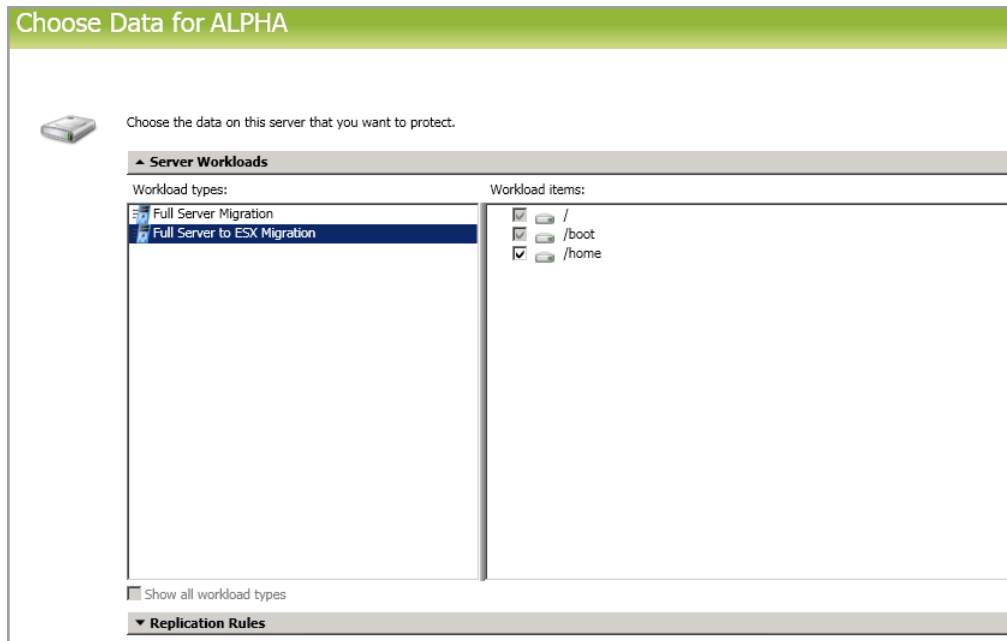 Choose Data for ALPHA
Choose the data on this server that you want to protect.
Server Workloads
Workload types:
Workload items:
Full Server Migration
/
Full Server to ESX Migration
/boot
/home
Show all workload types
Replication Rules